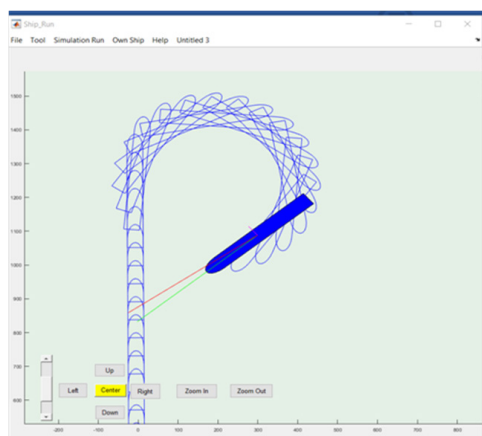 Ship_Run
File Tool Simulation Run Own Ship Help Untitled 3
1500
1400
1300
1200
1100
1000
900
800
700
600
Up
Left Center Right Zoom In Zoom Out
Down
-200 -100 0 100 200 300 400 500 600 700 800